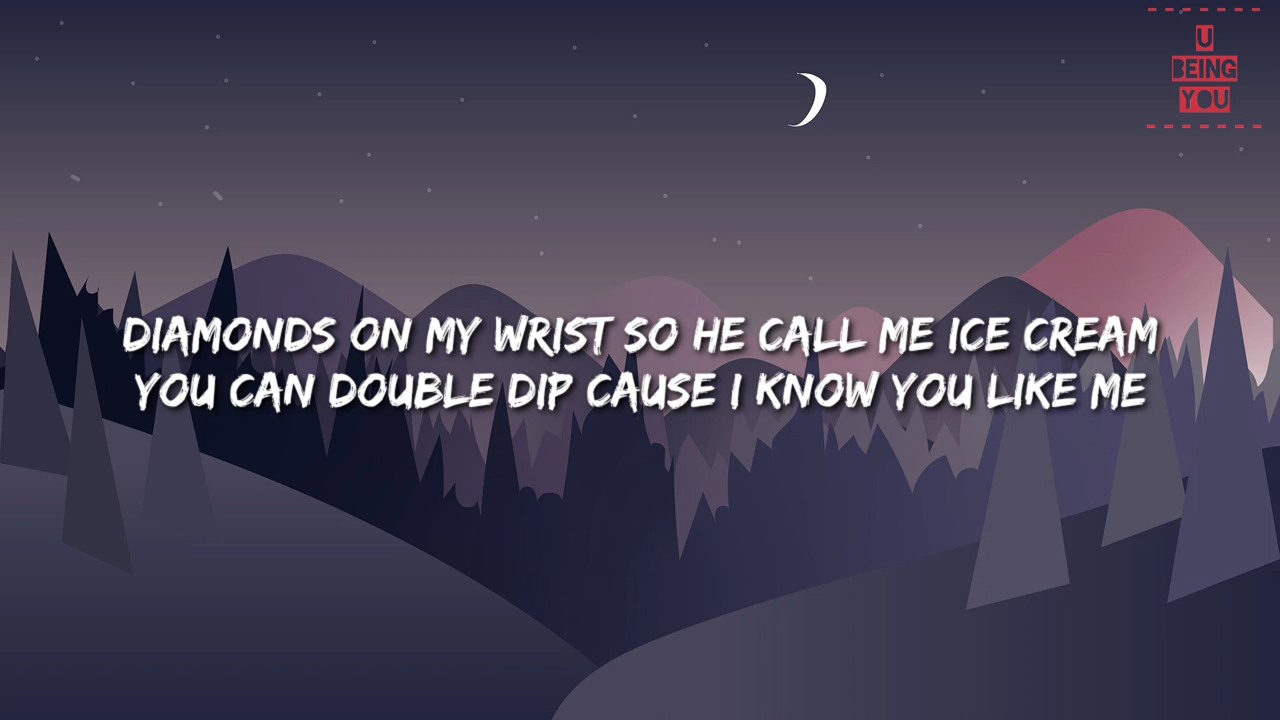 U
BEING
YOU
DIAMONDS ON MY WRIST SO HE CALL ME ICE CREAM
YOU CAN DOUBLE DIP CAUSE I KNOW YOU LIKE ME